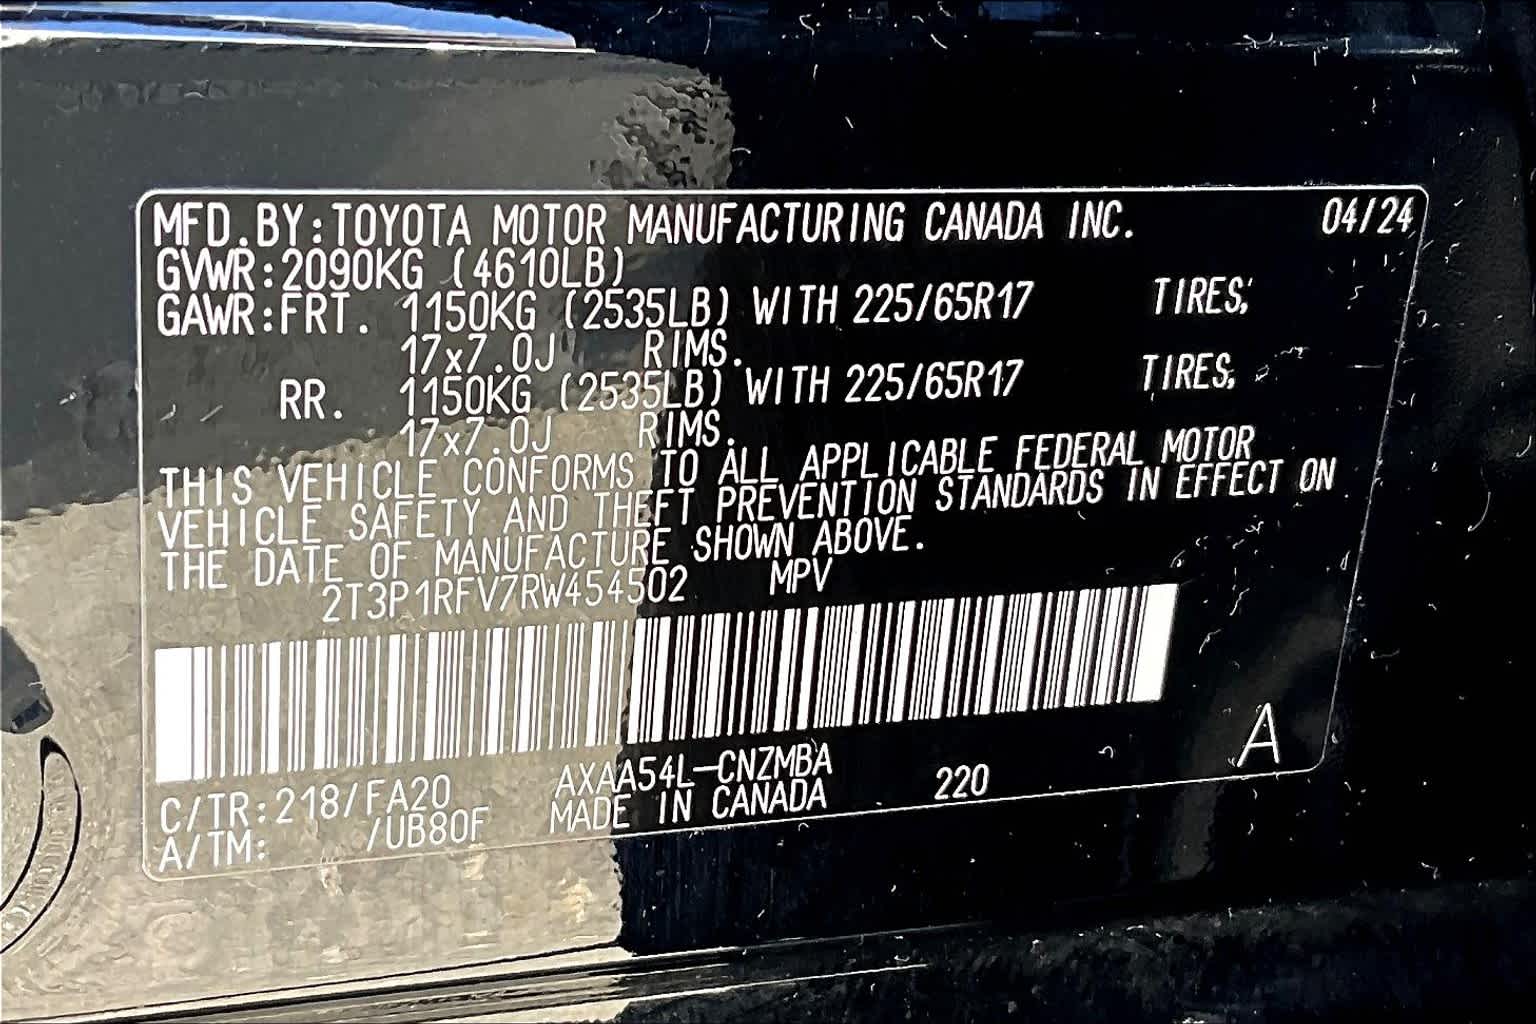 MFD.BY:TOYOTA MOTOR MANUFACTURING CANADA INC. 04/24
GVWR:2090KG (4610LB)
GAWR:FRT. 1150KG (2535LB) WITH 225/65R17 TIRES,
17x7.0J RIMS.
RR. 1150KG (2535LB) WITH 225/65R17 TIRES,
17x7.0J RIMS.
THIS VEHICLE CONFORMS TO ALL APPLICABLE FEDERAL MOTOR
VEHICLE SAFETY AND THEFT PREVENTION STANDARDS IN EFFECT ON
THE DATE OF MANUFACTURE SHOWN ABOVE.
2T3P1RFV7RW454502 MPV
A
C/TR:218/FA20 AXAA54L-CNZMBA 220
A/TM: /UB80F MADE IN CANADA